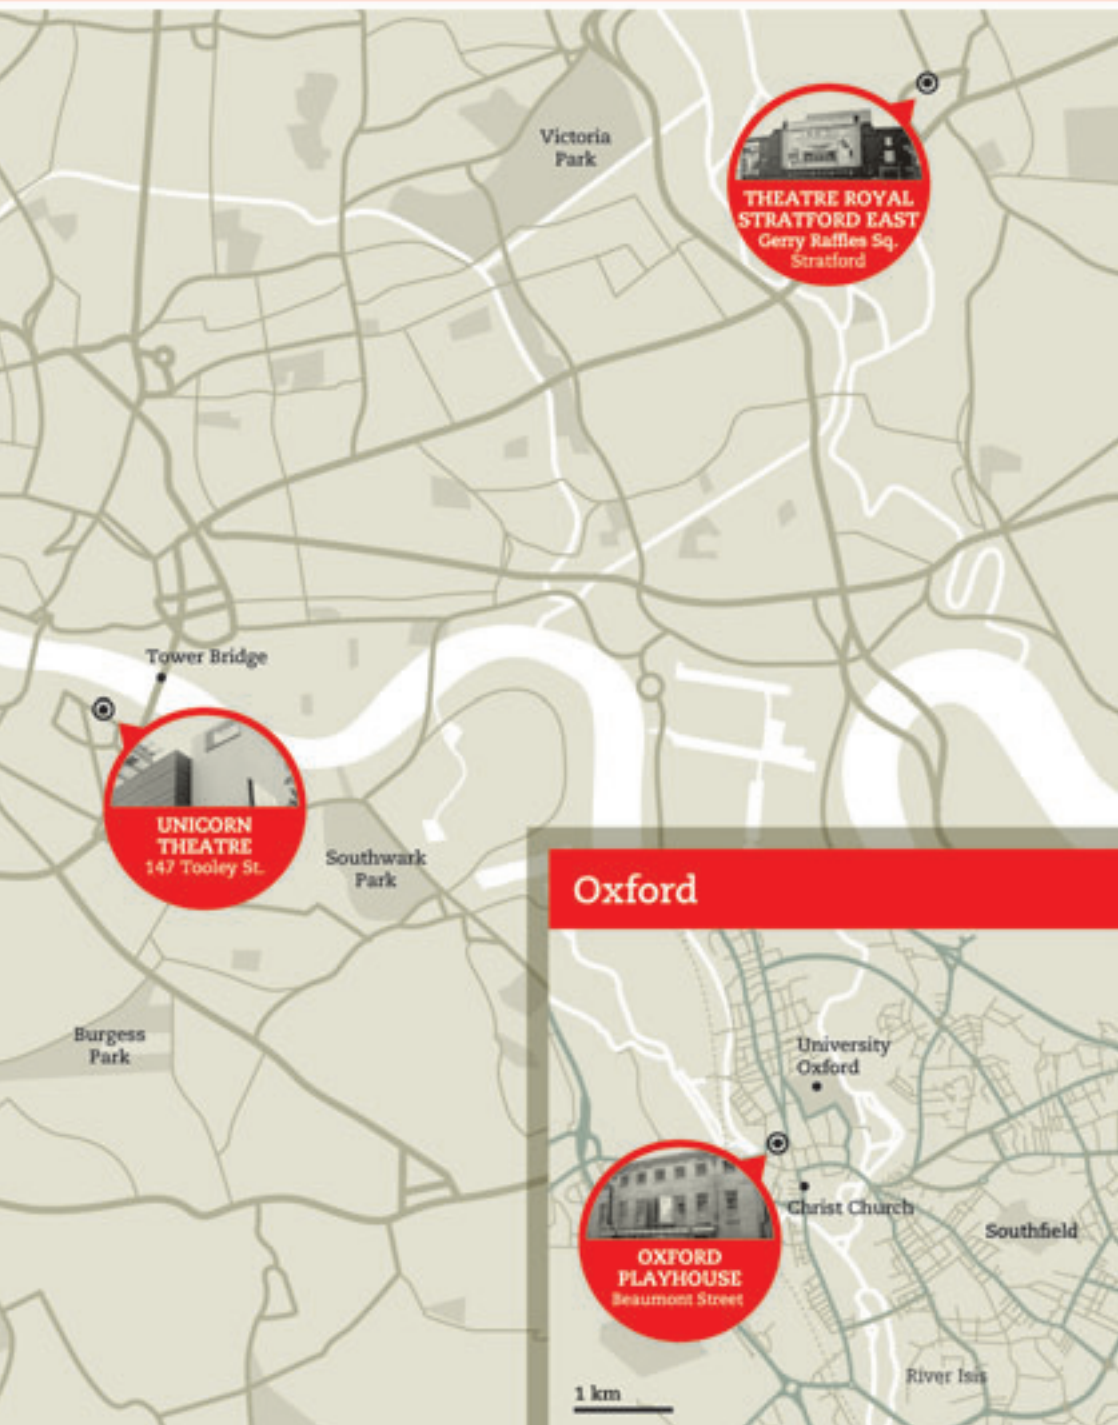 Victoria
Park
THEATRE ROYAL
STRATFORD EAST
Gerry Raffles Sq.
Stratford
Tower Bridge
UNICORN
THEATRE
147 Tooley St.
Southwark
Park
Burgess
Park
Oxford
University
Oxford
Christ Church
Southfield
OXFORD
PLAYHOUSE
Beaumont Street
River Isis
1 km